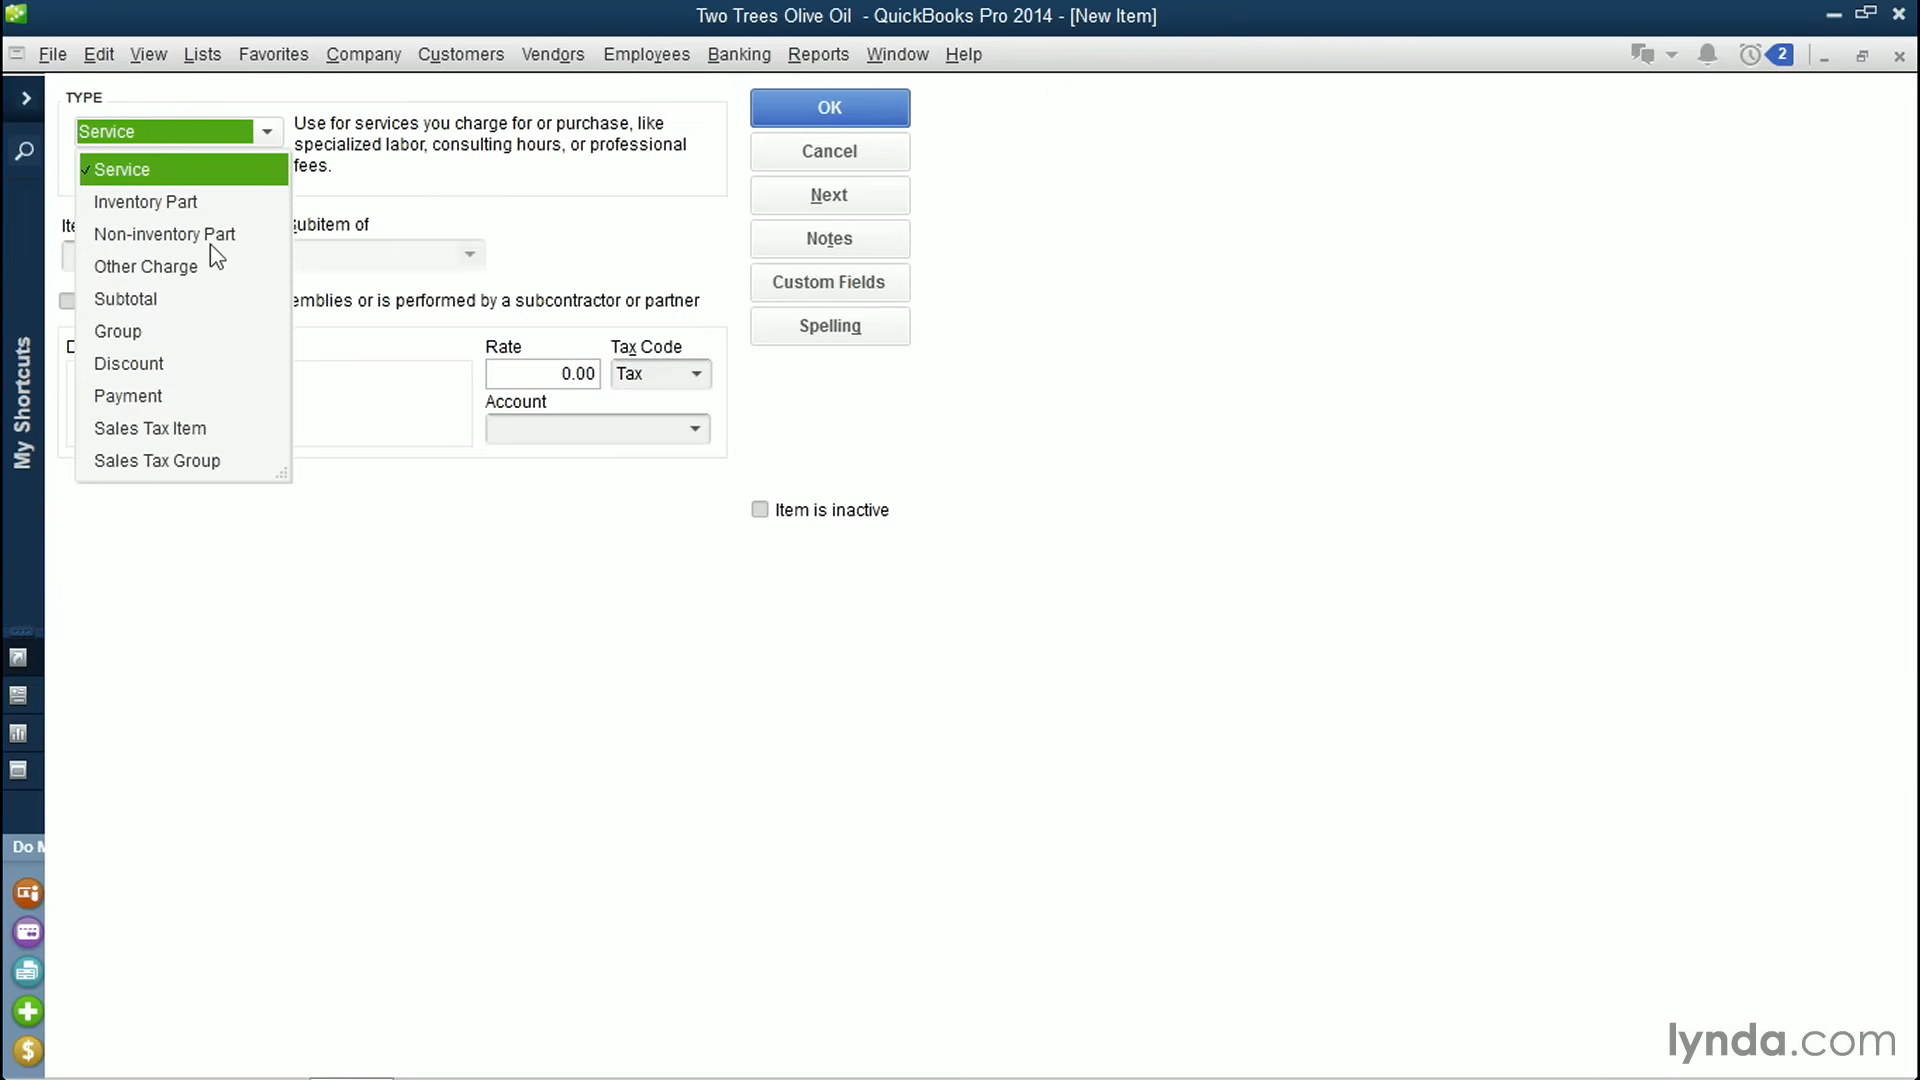 Two Trees Olive Oil - QuickBooks Pro 2014 - [New Item]
File Edit View Lists Favorites Company Customers Vendors Employees Banking Reports Window Help
2
TYPE
Service
Use for services you charge for or purchase, like
specialized labor, consulting hours, or professional
fees.
Service
Inventory Part
Non-inventory Part
Other Charge
Subtotal
Group
Discount
Payment
Sales Tax Item
Sales Tax Group
Ite
ubitem of
emblies or is performed by a subcontractor or partner
D
Rate
Tax Code
0.00
Tax
Account
OK
Cancel
Next
Notes
Custom Fields
Spelling
Item is inactive
My Shortcuts
Do M
$
lynda.com